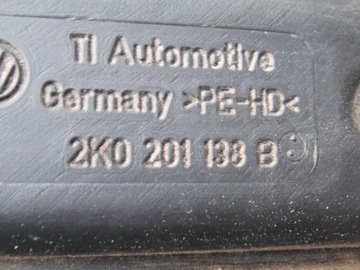 TI Automotive
Germany >PE-HD<
2K0 201 138 B